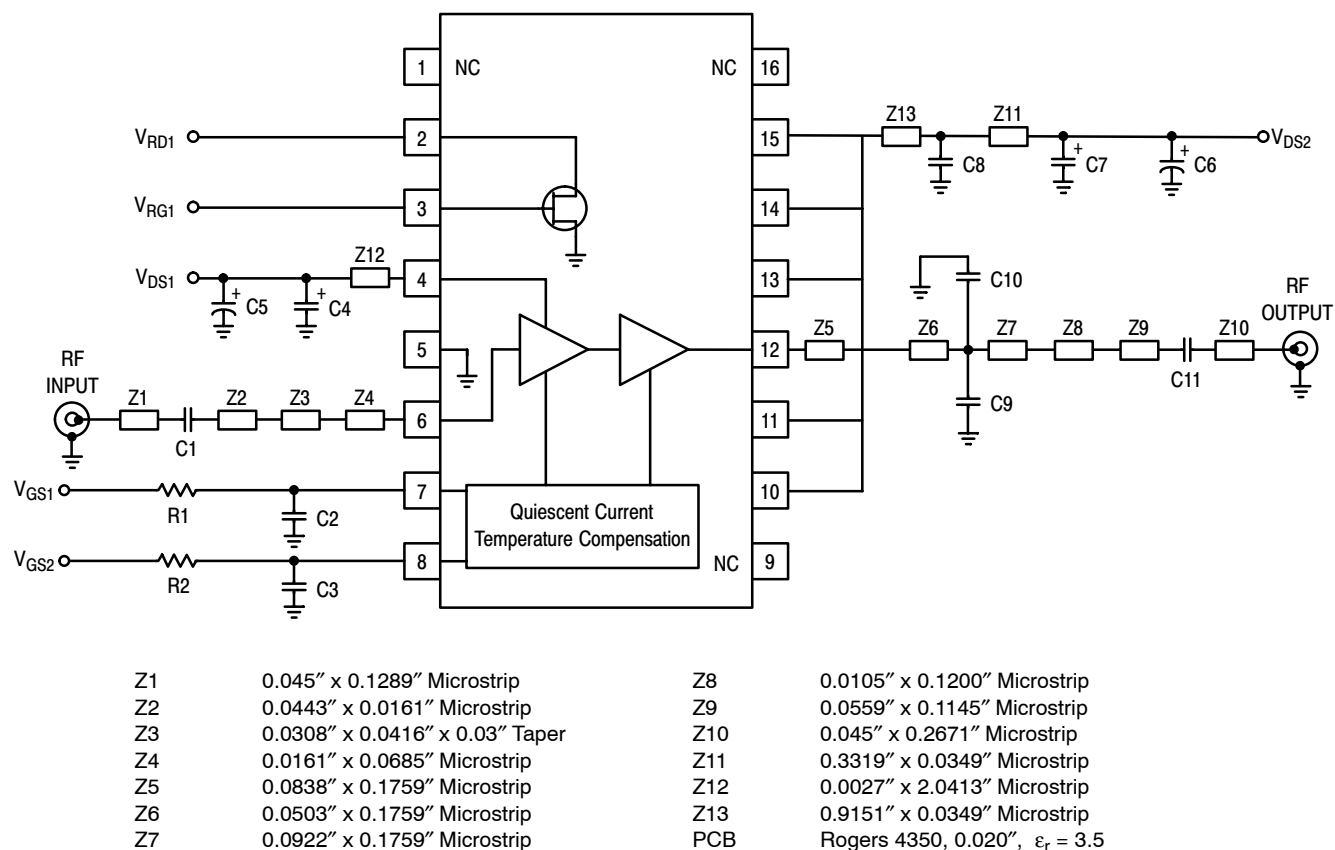 1 NC NC 16
Z13 Z11
V_RD1 2 15 V_DS2
C8 + C7 + C6
V_RG1 3 14
Z12
V_DS1 4 13
+ C5 + C4 C10
RF
OUTPUT
5 12 Z5 Z6 Z7 Z8 Z9 Z10
RF
INPUT
C11
Z1 Z2 Z3 Z4 C9
6 11
C1
V_GS1 7 10
R1 C2
Quiescent Current
Temperature Compensation
V_GS2 8 NC 9
R2 C3
Z1 0.045″ x 0.1289″ Microstrip
Z2 0.0443″ x 0.0161″ Microstrip
Z3 0.0308″ x 0.0416″ x 0.03″ Taper
Z4 0.0161″ x 0.0685″ Microstrip
Z5 0.0838″ x 0.1759″ Microstrip
Z6 0.0503″ x 0.1759″ Microstrip
Z7 0.0922″ x 0.1759″ Microstrip
Z8 0.0105″ x 0.1200″ Microstrip
Z9 0.0559″ x 0.1145″ Microstrip
Z10 0.045″ x 0.2671″ Microstrip
Z11 0.3319″ x 0.0349″ Microstrip
Z12 0.0027″ x 2.0413″ Microstrip
Z13 0.9151″ x 0.0349″ Microstrip
PCB Rogers 4350, 0.020″, ε_r = 3.5